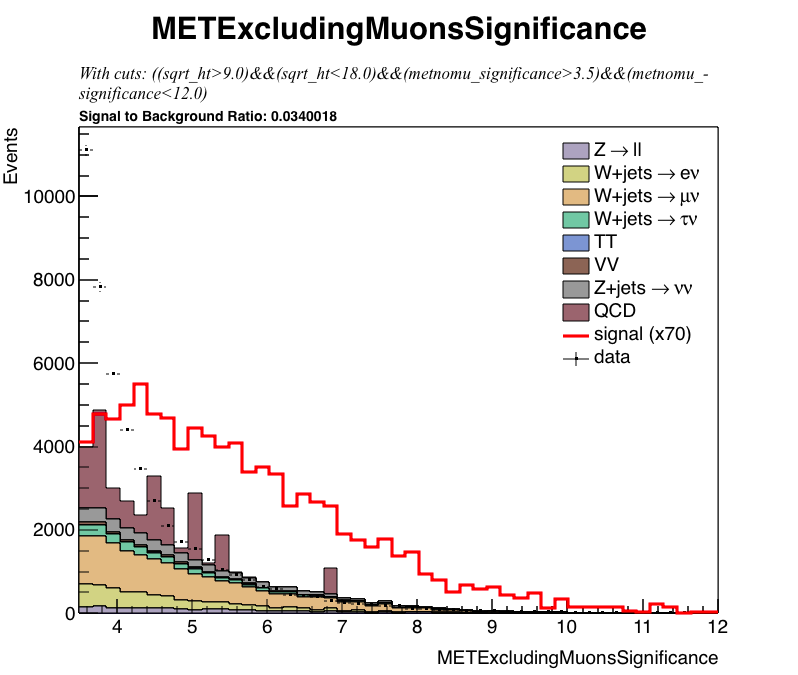 METExcludingMuonsSignificance
With cuts: ((sqrt_ht>9.0)&&(sqrt_ht<18.0)&&(metnomu_significance>3.5)&&(metnomu_-
significance<12.0)
Signal to Background Ratio: 0.0340018
Events
10000
8000
6000
4000
2000
0
Z → ll
W+jets → eν
W+jets → μν
W+jets → τν
TT
VV
Z+jets → νν
QCD
signal (x70)
data
4 5 6 7 8 9 10 11 12
METExcludingMuonsSignificance